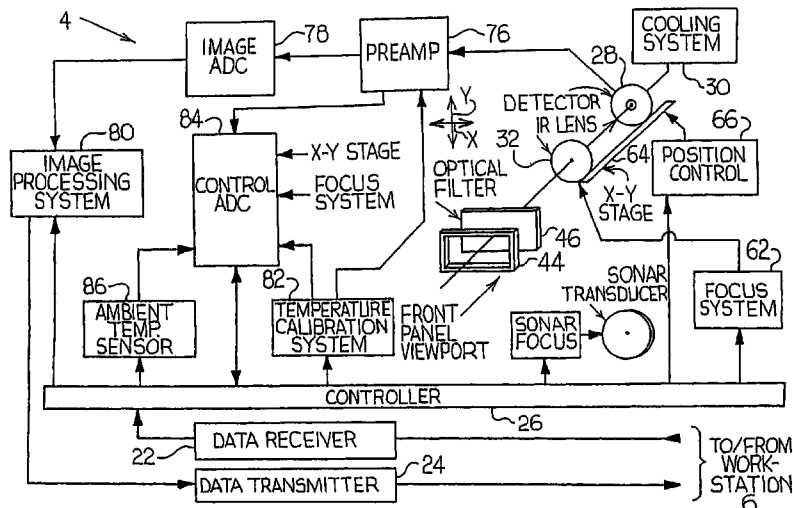 4
IMAGE
ADC
78
PREAMP
76
COOLING
SYSTEM
30
28
DETECTOR
IR LENS
32
Y
X
84
CONTROL
ADC
X-Y STAGE
FOCUS
SYSTEM
80
IMAGE
PROCESSING
SYSTEM
OPTICAL
FILTER
46
44
64
X-Y
STAGE
66
POSITION
CONTROL
FRONT
PANEL
VIEWPORT
SONAR
TRANSDUCER
62
FOCUS
SYSTEM
86
AMBIENT
TEMP.
SENSOR
82
TEMPERATURE
CALIBRATION
SYSTEM
SONAR
FOCUS
CONTROLLER
26
22
DATA RECEIVER
24
DATA TRANSMITTER
TO/FROM
WORK-
STATION
6